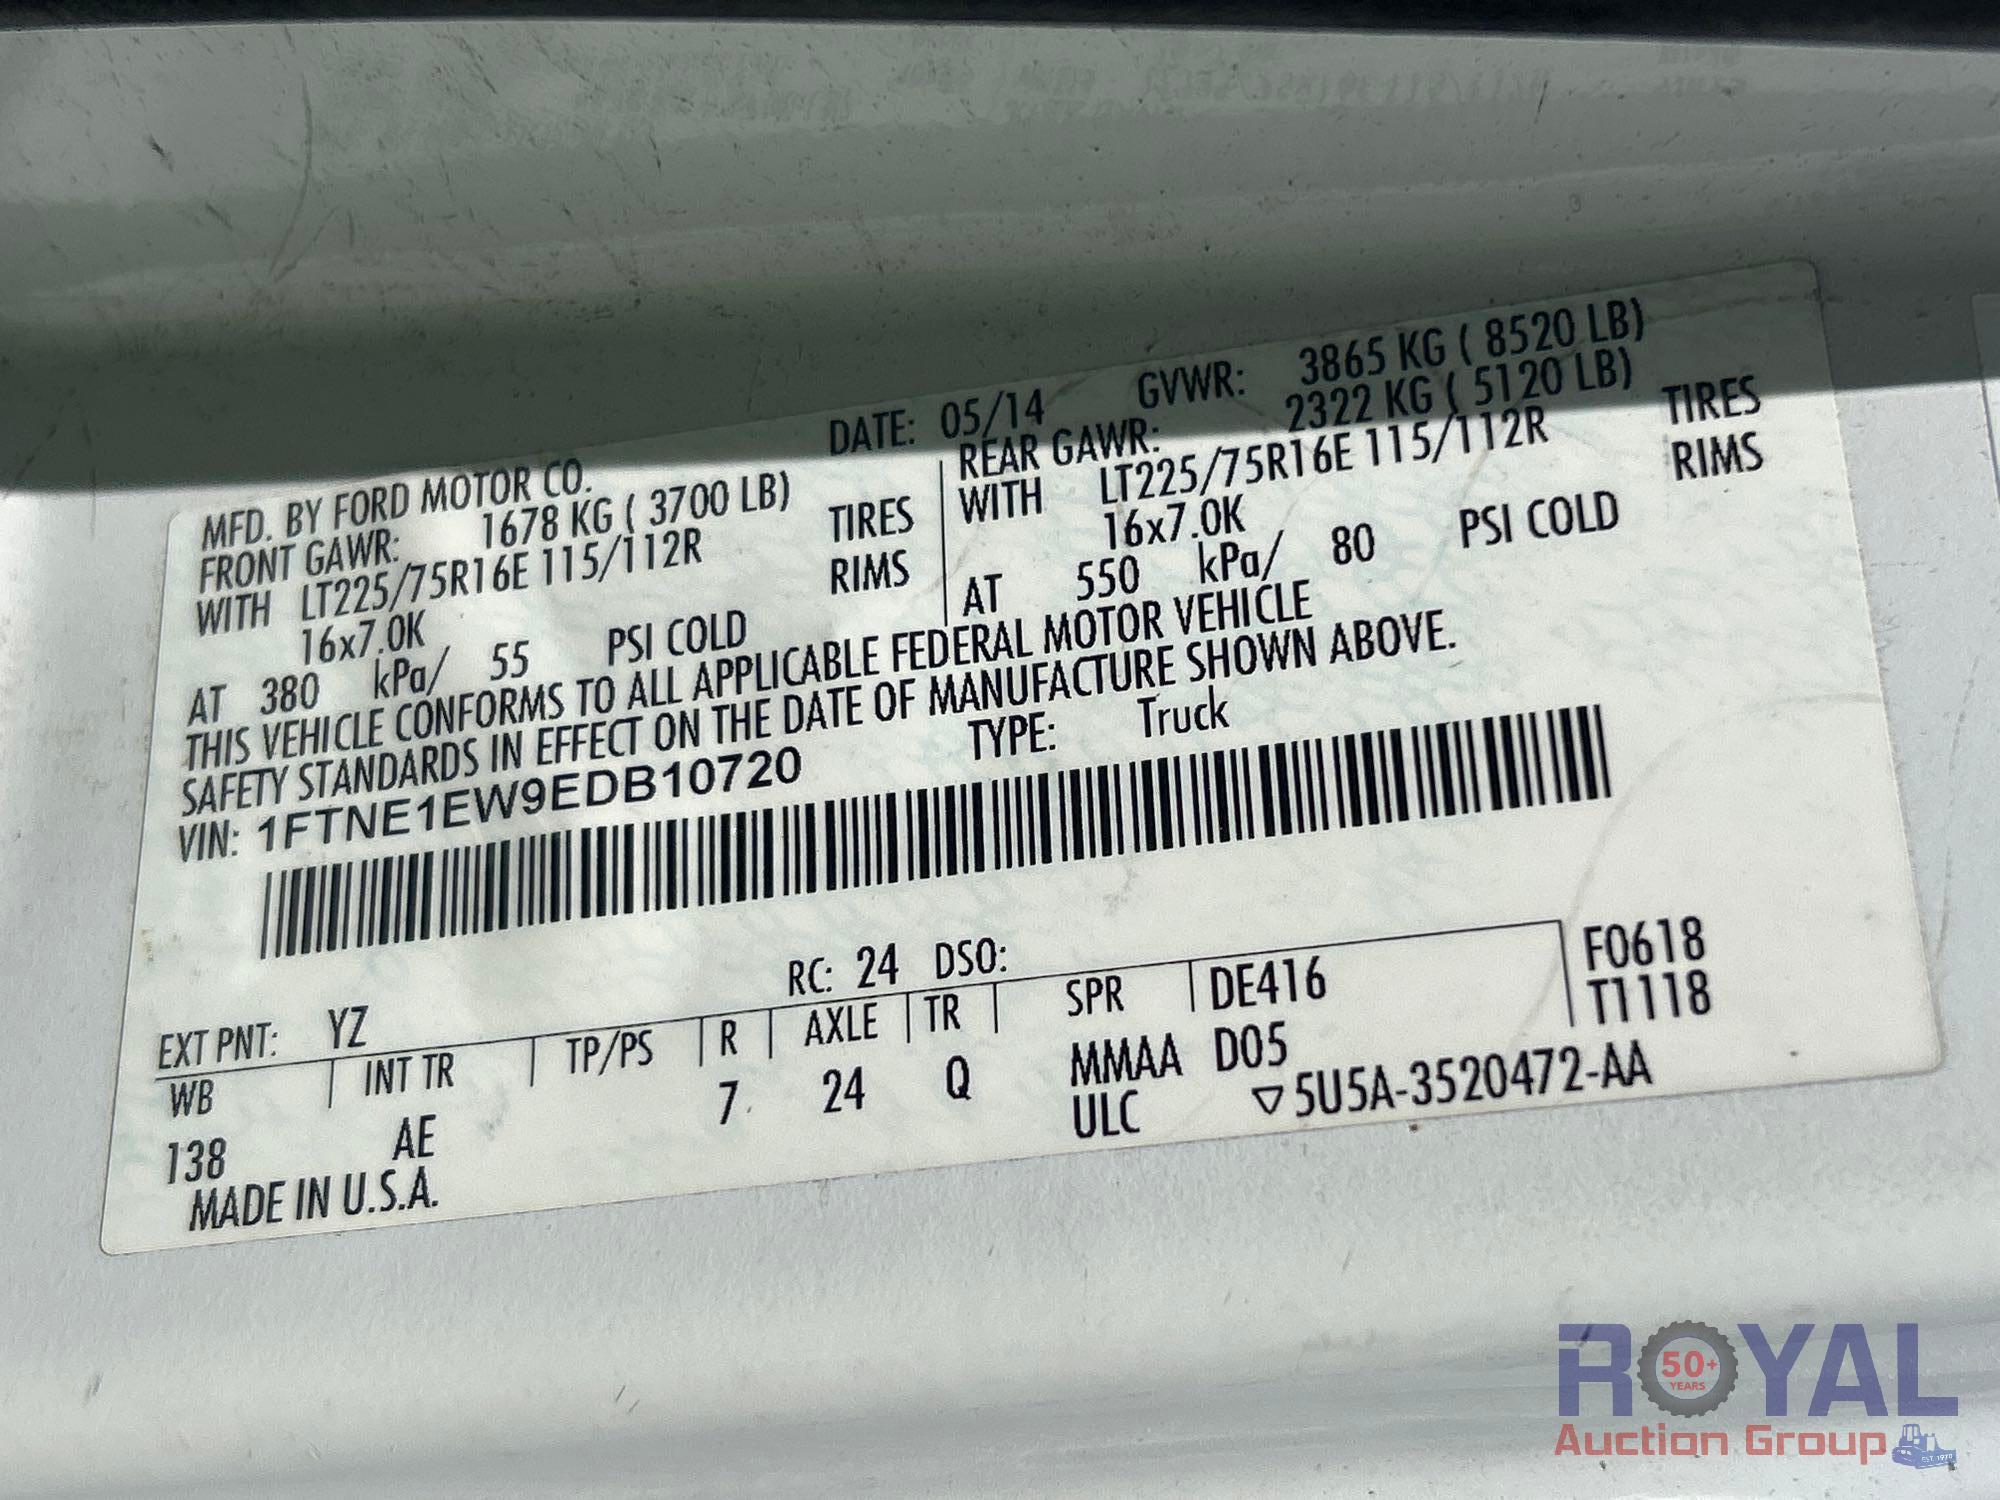 MFD. BY FORD MOTOR CO. DATE: 05/14 GVWR: 3865 KG ( 8520 LB)
FRONT GAWR: 1678 KG ( 3700 LB) REAR GAWR: 2322 KG ( 5120 LB)
WITH LT225/75R16E 115/112R TIRES WITH LT225/75R16E 115/112R TIRES
16x7.0K RIMS 16x7.0K RIMS
AT 380 kPa/ 55 PSI COLD AT 550 kPa/ 80 PSI COLD
THIS VEHICLE CONFORMS TO ALL APPLICABLE FEDERAL MOTOR VEHICLE
SAFETY STANDARDS IN EFFECT ON THE DATE OF MANUFACTURE SHOWN ABOVE.
VIN: 1FTNE1EW9EDB10720 TYPE: Truck
F0618
T1118
EXT PNT: YZ RC: 24 DSO:
WB INT TR TP/PS R AXLE TR SPR DE416
138 AE 7 24 Q MMAA D05
ULC ▽5U5A-3520472-AA
MADE IN U.S.A.
ROYAL
50+
YEARS
Auction Group
EST. 1970